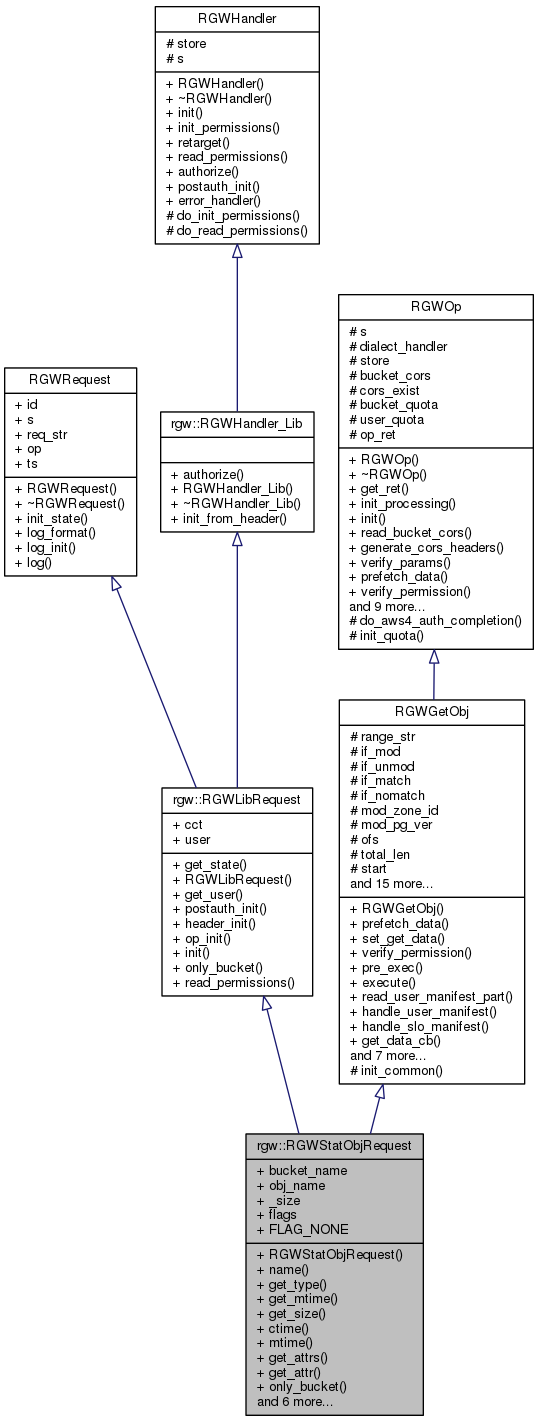 RGWHandler
# store
# s
+ RGWHandler()
+ ~RGWHandler()
+ init()
+ init_permissions()
+ retarget()
+ read_permissions()
+ authorize()
+ postauth_init()
+ error_handler()
# do_init_permissions()
# do_read_permissions()
RGWOp
# s
# dialect_handler
# store
# bucket_cors
# cors_exist
# bucket_quota
# user_quota
# op_ret
+ RGWOp()
+ ~RGWOp()
+ get_ret()
+ init_processing()
+ init()
+ read_bucket_cors()
+ generate_cors_headers()
+ verify_params()
+ prefetch_data()
+ verify_permission()
and 9 more...
# do_aws4_auth_completion()
# init_quota()
RGWRequest
+ id
+ s
+ req_str
+ op
+ ts
+ RGWRequest()
+ ~RGWRequest()
+ init_state()
+ log_format()
+ log_init()
+ log()
rgw::RGWHandler_Lib
+ authorize()
+ RGWHandler_Lib()
+ ~RGWHandler_Lib()
+ init_from_header()
RGWGetObj
# range_str
# if_mod
# if_unmod
# if_match
# if_nomatch
# mod_zone_id
# mod_pg_ver
# ofs
# total_len
# start
and 15 more...
+ RGWGetObj()
+ prefetch_data()
+ set_get_data()
+ verify_permission()
+ pre_exec()
+ execute()
+ read_user_manifest_part()
+ handle_user_manifest()
+ handle_slo_manifest()
+ get_data_cb()
and 7 more...
# init_common()
rgw::RGWLibRequest
+ cct
+ user
+ get_state()
+ RGWLibRequest()
+ get_user()
+ postauth_init()
+ header_init()
+ op_init()
+ init()
+ only_bucket()
+ read_permissions()
rgw::RGWStatObjRequest
+ bucket_name
+ obj_name
+ _size
+ flags
+ FLAG_NONE
+ RGWStatObjRequest()
+ name()
+ get_type()
+ get_mtime()
+ get_size()
+ ctime()
+ mtime()
+ get_attrs()
+ get_attr()
+ only_bucket()
and 6 more...